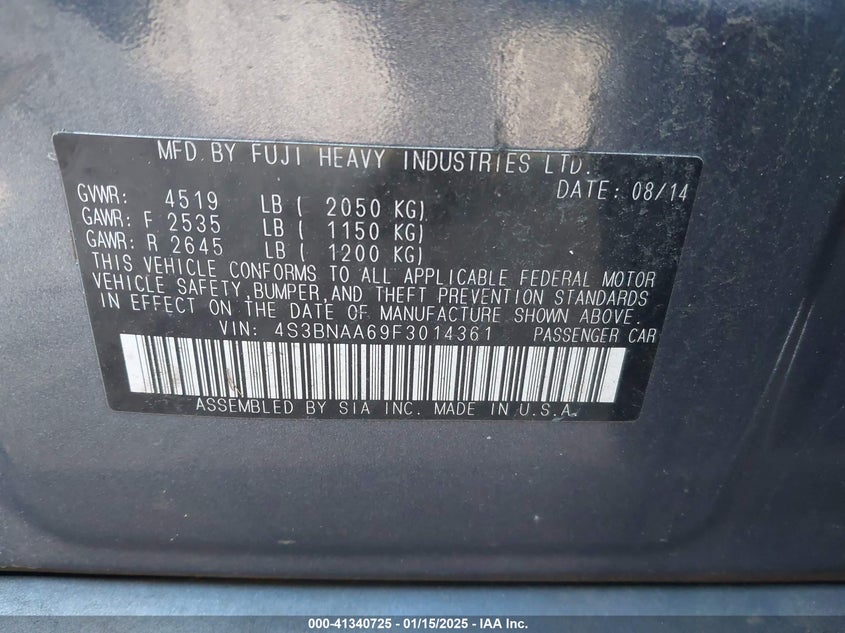 MFD. BY FUJI HEAVY INDUSTRIES LTD.
DATE: 08/14
GVWR: 4519 LB ( 2050 KG)
GAWR: F 2535 LB ( 1150 KG)
GAWR: R 2645 LB ( 1200 KG)
THIS VEHICLE CONFORMS TO ALL APPLICABLE FEDERAL MOTOR
VEHICLE SAFETY,BUMPER,AND THEFT PREVENTION STANDARDS
IN EFFECT ON THE DATE OF MANUFACTURE SHOWN ABOVE.
VIN: 4S3BNAA69F3014361 PASSENGER CAR
ASSEMBLED BY SIA INC. MADE IN U.S.A.
000-41340725 - 01/15/2025 - IAA Inc.